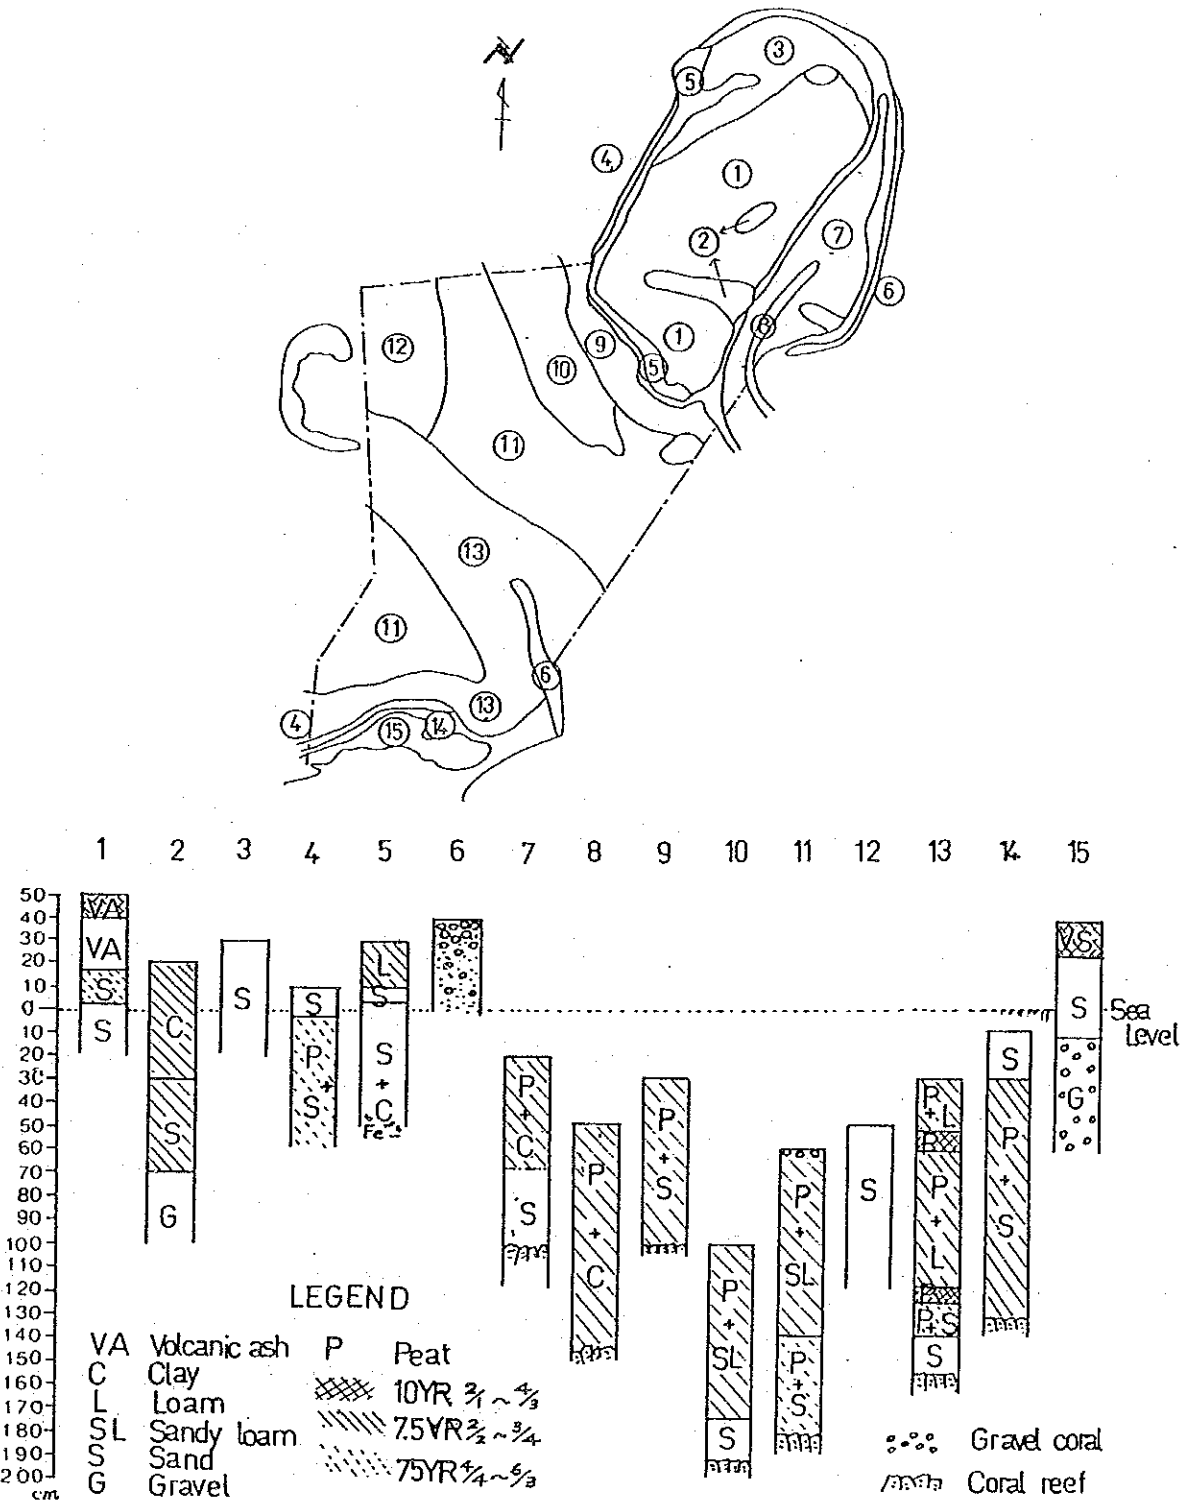 N
3
5
4
1
2
7
6
8
12
9
1
10
5
11
13
11
6
13
4
15
14
1 2 3 4 5 6 7 8 9 10 11 12 13 14 15
50
40
30
20
10
0
10
20
30
40
50
60
70
80
90
100
110
120
130
140
150
160
170
180
190
200
cm
VA
VA
S
S
C
S
G
S
S
P
+
S
L
S
S
+
C
Fe
P
+
C
S
P
+
C
P
+
S
P
+
SL
S
P
+
SL
P
+
S
S
P
+L
P
P
+
L
P
P+S
S
S
P
+
S
VS
S
G
Sea
Level
LEGEND
VA Volcanic ash
C Clay
L Loam
SL Sandy loam
S Sand
G Gravel
P Peat
10YR 2/1 ~ 4/3
7.5YR 2/2 ~ 3/4
75YR 4/4 ~ 6/3
Gravel coral
Coral reef